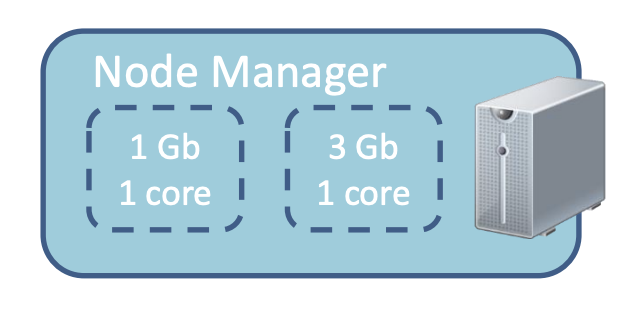 Node Manager
1 Gb
1 core
3 Gb
1 core